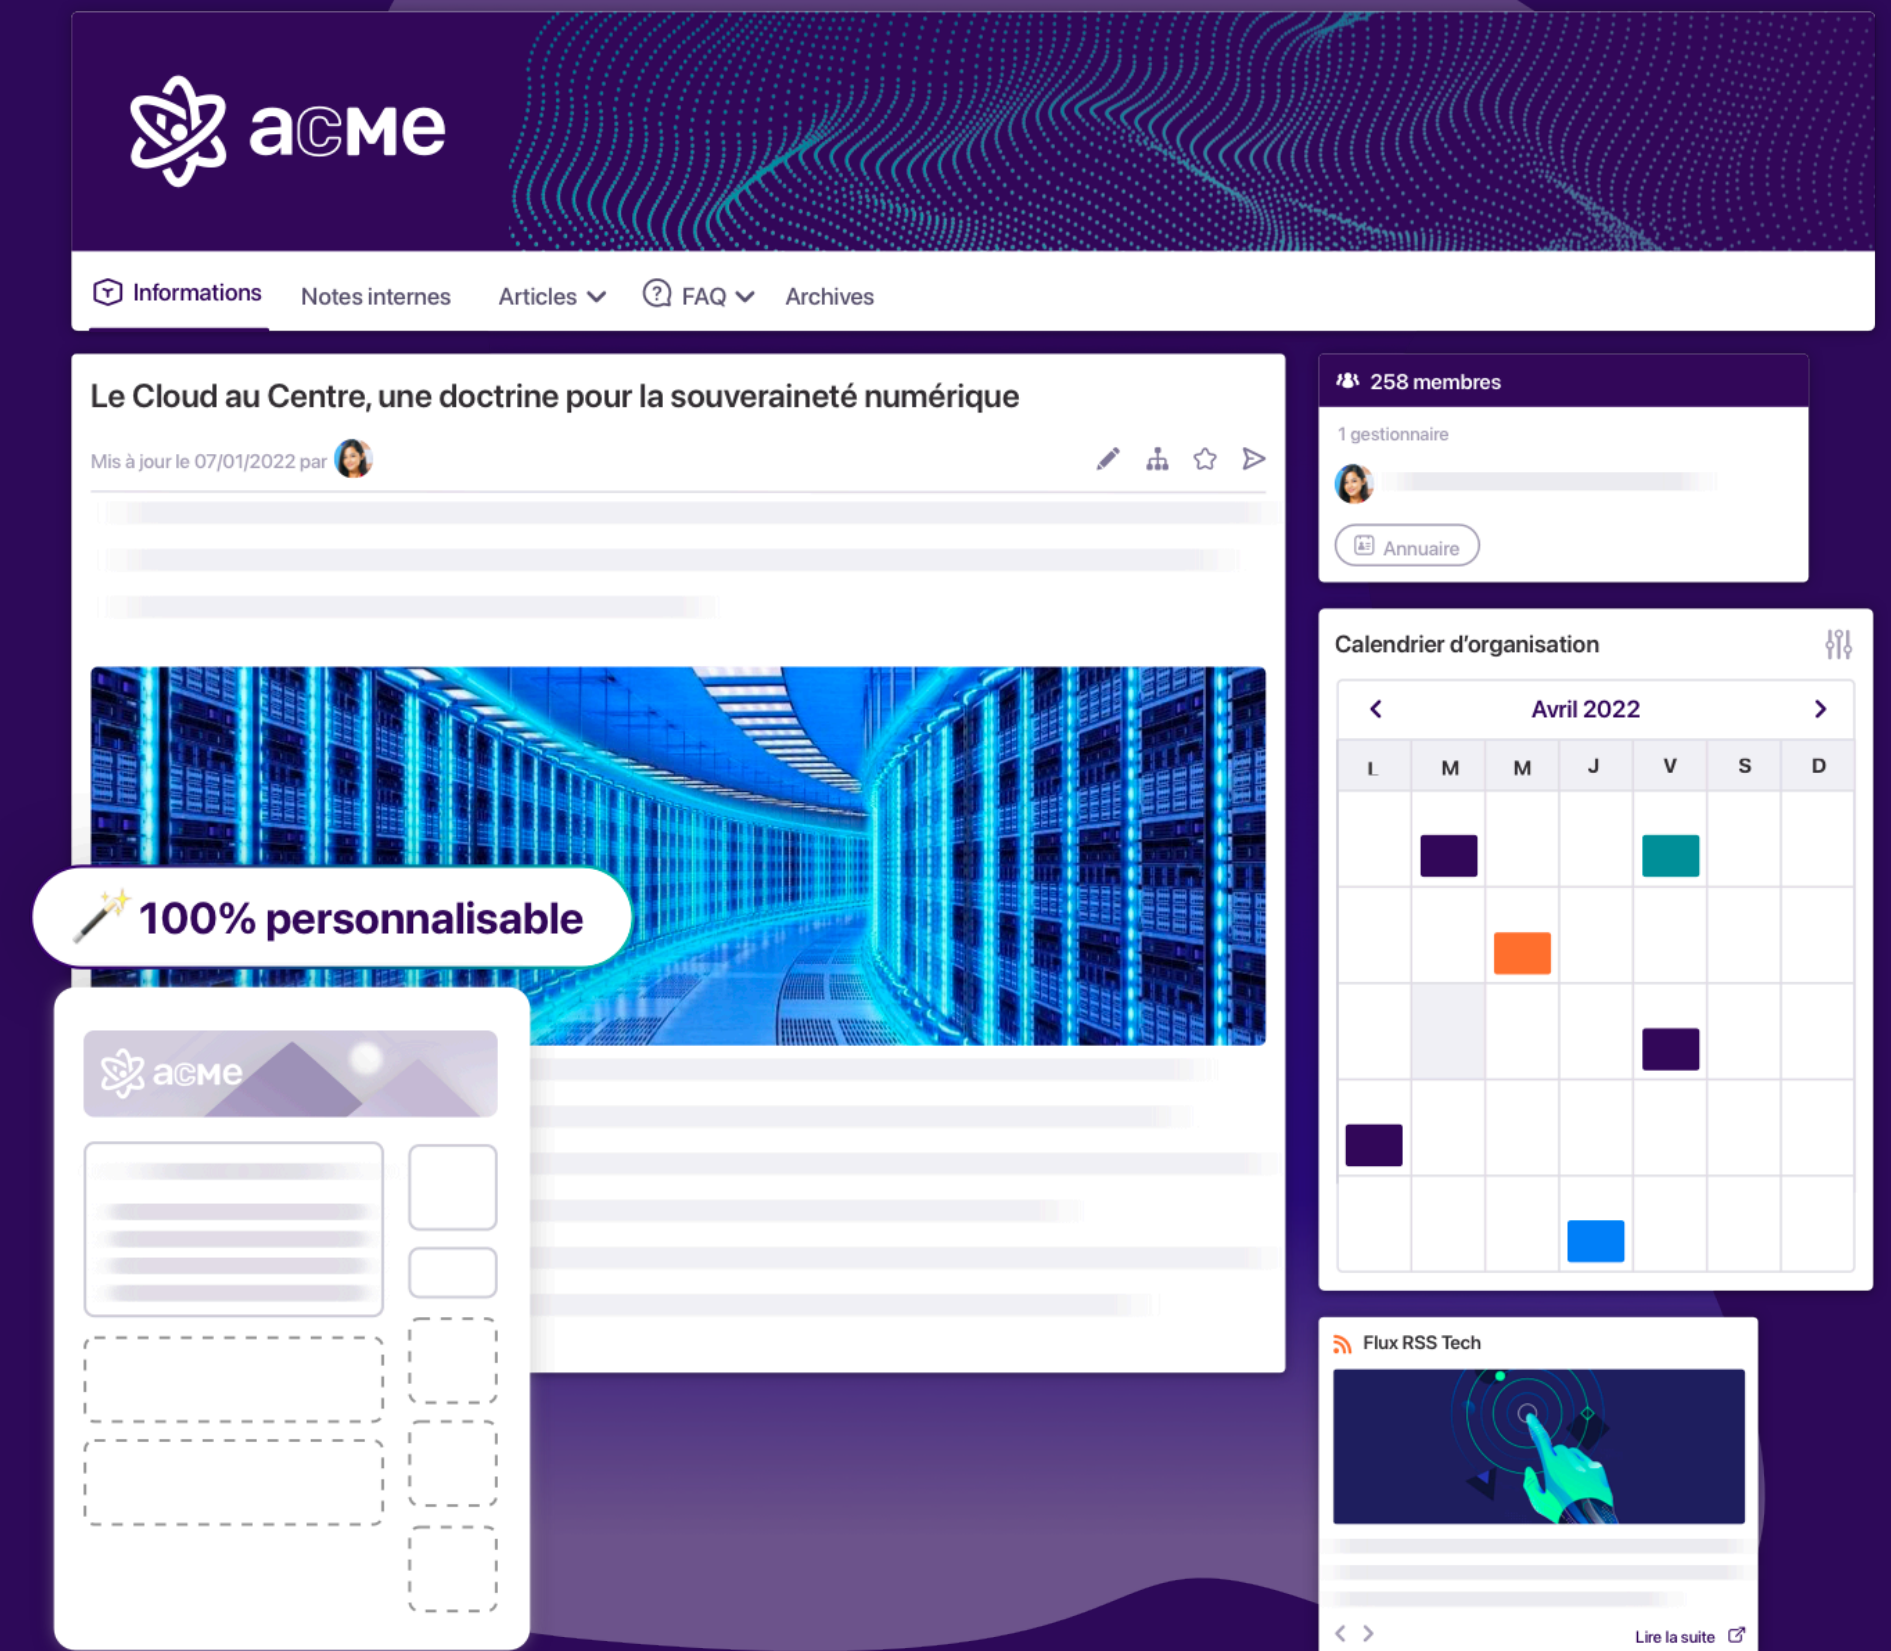 acme
Informations
Notes internes
Articles
FAQ
Archives
Le Cloud au Centre, une doctrine pour la souveraineté numérique
Mis à jour le 07/01/2022 par
258 membres
1 gestionnaire
Annuaire
Calendrier d’organisation
Avril 2022
L M M J V S D
100% personnalisable
acme
Flux RSS Tech
Lire la suite